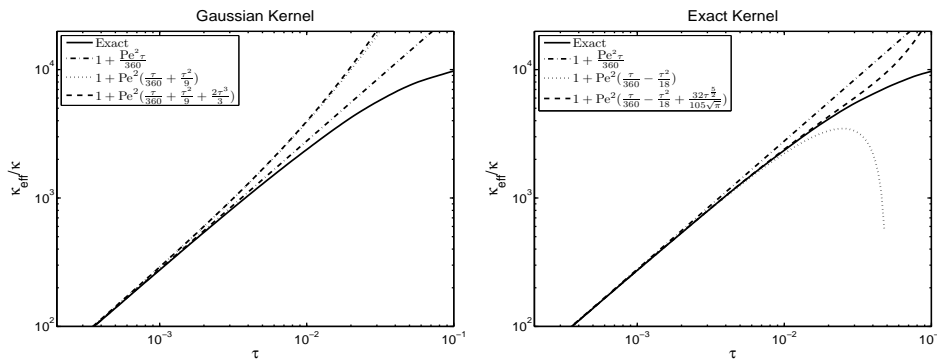 Gaussian Kernel
Exact
1 + Pe²τ/360
1 + Pe²(τ/360 + τ²/9)
1 + Pe²(τ/360 + τ²/9 + 2τ³/3)
10⁴
10³
10²
κeff/κ
10⁻³
10⁻²
10⁻¹
τ
Exact Kernel
Exact
1 + Pe²τ/360
1 + Pe²(τ/360 − τ²/18)
1 + Pe²(τ/360 − τ²/18 + 32τ^(5/2)/(105√π))
10⁴
10³
10²
κeff/κ
10⁻³
10⁻²
10⁻
τ